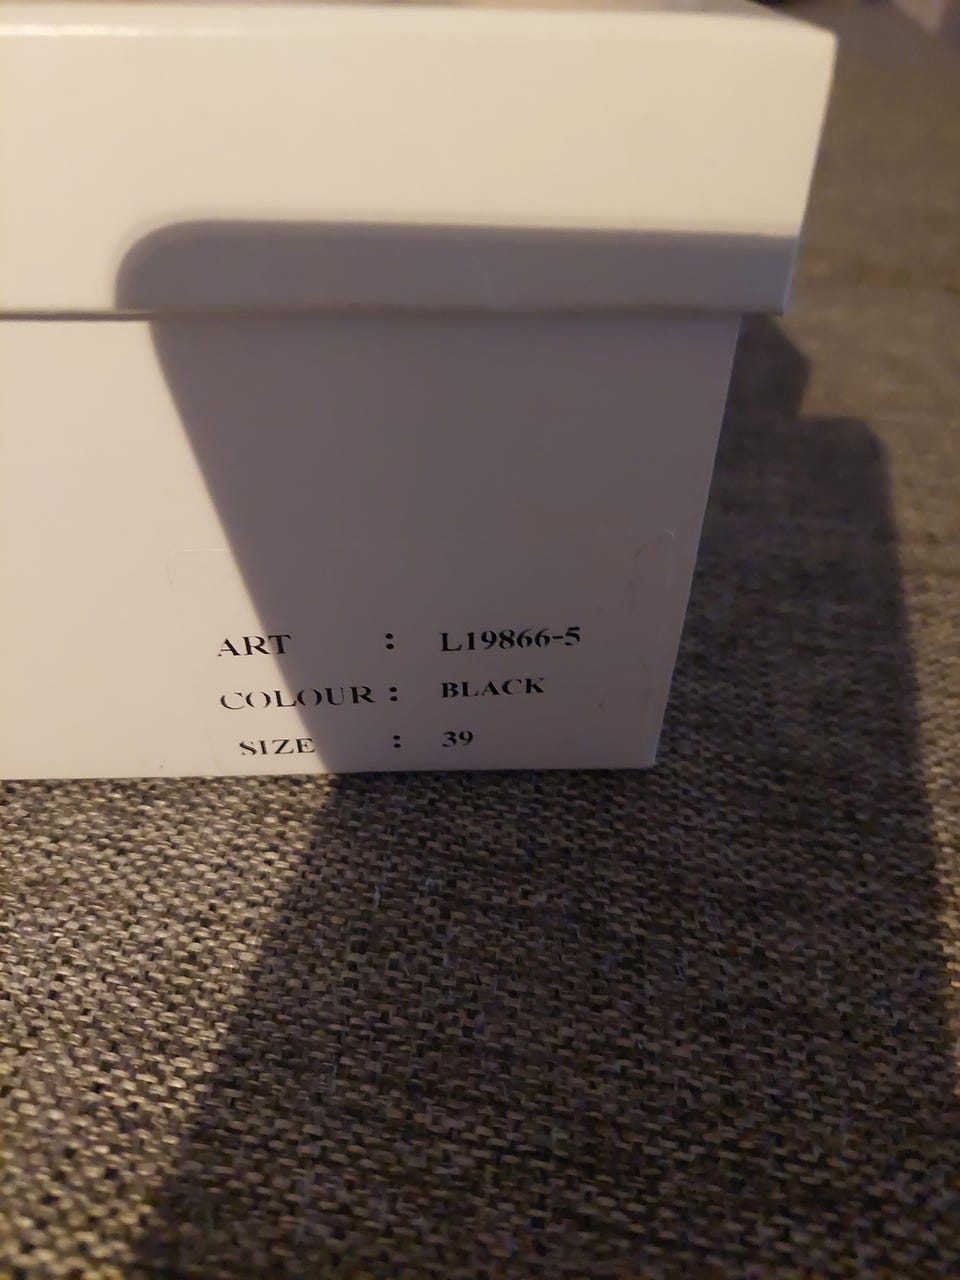 ART : L19866-5
COLOUR : BLACK
SIZE : 39